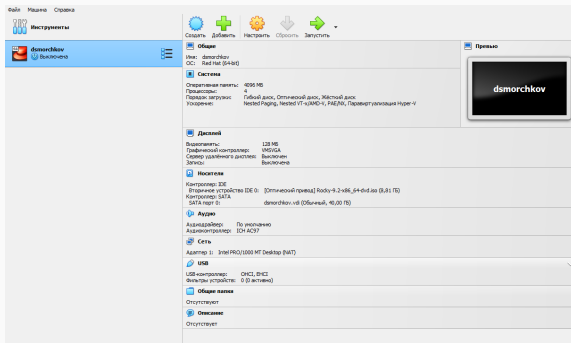 Файл Машина Справка
Инструменты
Создать Добавить Настроить Сбросить Запустить
dsmorchkov
Выключена
Общие
Имя: dsmorchkov
ОС: Red Hat (64-bit)
Система
Оперативная память: 4096 МБ
Процессоры: 4
Порядок загрузки: Гибкий диск, Оптический диск, Жёсткий диск
Ускорение: Nested Paging, Nested VT-x/AMD-V, PAE/NX, Паравиртуализация Hyper-V
Превью
dsmorchkov
Дисплей
Видеопамять: 128 МБ
Графический контроллер: VMSVGA
Сервер удалённого дисплея: Выключен
Запись: Выключена
Носители
Контроллер: IDE
Вторичное устройство IDE 0: [Оптический привод] Rocky-9.2-x86_64-dvd.iso (8,81 ГБ)
Контроллер: SATA
SATA порт 0: dsmorchkov.vdi (Обычный, 40,00 ГБ)
Аудио
Аудиодрайвер: По умолчанию
Аудиоконтроллер: ICH AC97
Сеть
Адаптер 1: Intel PRO/1000 MT Desktop (NAT)
USB
USB-контроллер: OHCI, EHCI
Фильтры устройств: 0 (0 активно)
Общие папки
Отсутствуют
Описание
Отсутствует